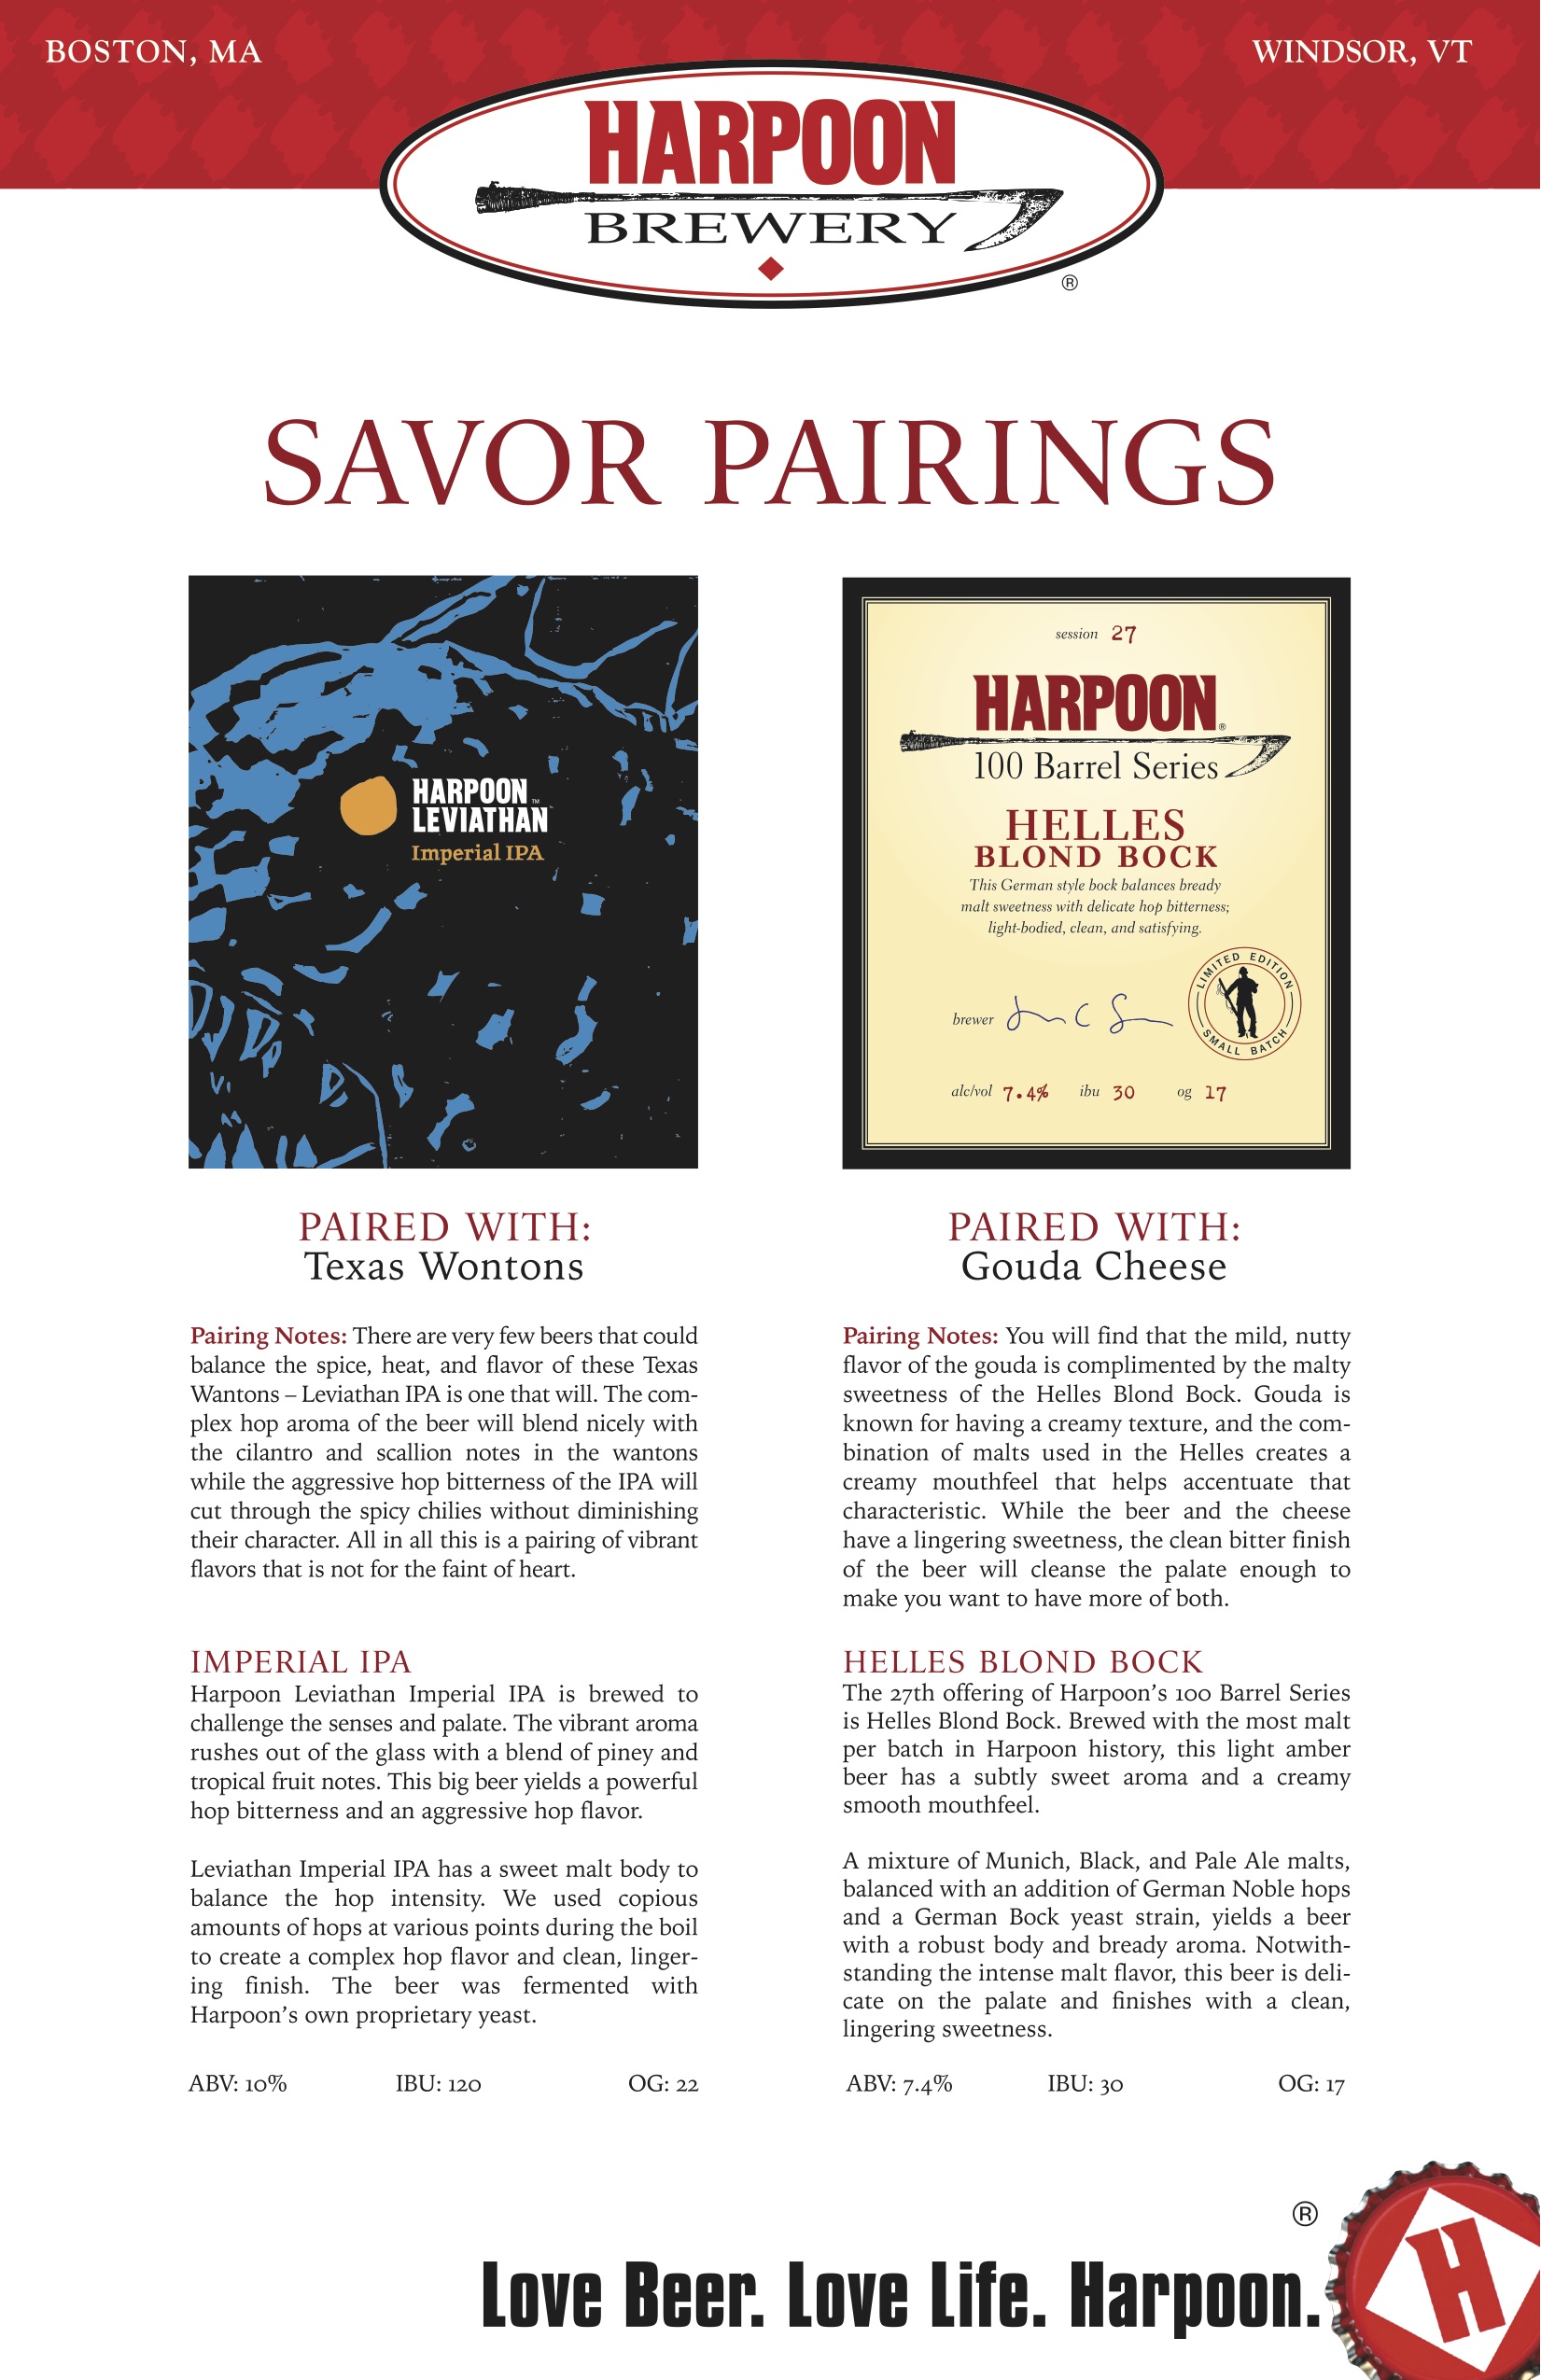 BOSTON, MA
WINDSOR, VT
HARPOON
BREWERY
®
SAVOR PAIRINGS
HARPOON
LEVIATHAN™
Imperial IPA
PAIRED WITH:
Texas Wontons
Pairing Notes: There are very few beers that could
balance the spice, heat, and flavor of these Texas
Wantons – Leviathan IPA is one that will. The com-
plex hop aroma of the beer will blend nicely with
the cilantro and scallion notes in the wantons
while the aggressive hop bitterness of the IPA will
cut through the spicy chilies without diminishing
their character. All in all this is a pairing of vibrant
flavors that is not for the faint of heart.
IMPERIAL IPA
Harpoon Leviathan Imperial IPA is brewed to
challenge the senses and palate. The vibrant aroma
rushes out of the glass with a blend of piney and
tropical fruit notes. This big beer yields a powerful
hop bitterness and an aggressive hop flavor.
Leviathan Imperial IPA has a sweet malt body to
balance the hop intensity. We used copious
amounts of hops at various points during the boil
to create a complex hop flavor and clean, linger-
ing finish. The beer was fermented with
Harpoon's own proprietary yeast.
ABV: 10% IBU: 120 OG: 22
session 27
HARPOON®
100 Barrel Series
HELLES
BLOND BOCK
This German style bock balances bready
malt sweetness with delicate hop bitterness;
light-bodied, clean, and satisfying.
LIMITED EDITION
SMALL BATCH
brewer
alc/vol 7.4% ibu 30 og 17
PAIRED WITH:
Gouda Cheese
Pairing Notes: You will find that the mild, nutty
flavor of the gouda is complimented by the malty
sweetness of the Helles Blond Bock. Gouda is
known for having a creamy texture, and the com-
bination of malts used in the Helles creates a
creamy mouthfeel that helps accentuate that
characteristic. While the beer and the cheese
have a lingering sweetness, the clean bitter finish
of the beer will cleanse the palate enough to
make you want to have more of both.
HELLES BLOND BOCK
The 27th offering of Harpoon's 100 Barrel Series
is Helles Blond Bock. Brewed with the most malt
per batch in Harpoon history, this light amber
beer has a subtly sweet aroma and a creamy
smooth mouthfeel.
A mixture of Munich, Black, and Pale Ale malts,
balanced with an addition of German Noble hops
and a German Bock yeast strain, yields a beer
with a robust body and bready aroma. Notwith-
standing the intense malt flavor, this beer is deli-
cate on the palate and finishes with a clean,
lingering sweetness.
ABV: 7.4% IBU: 30 OG: 17
®
Love Beer. Love Life. Harpoon.
H